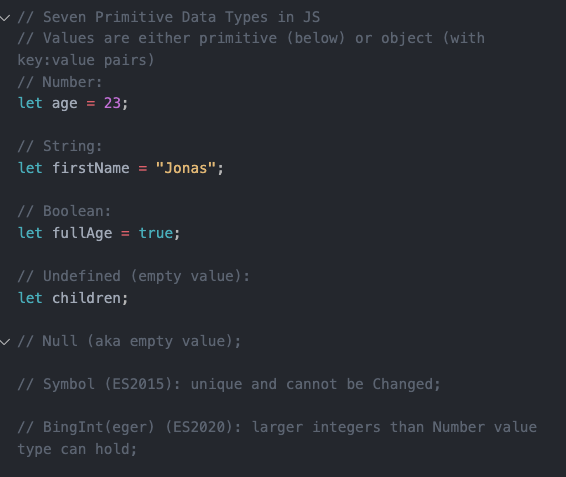 // Seven Primitive Data Types in JS
// Values are either primitive (below) or object (with
key:value pairs)
// Number:
let age = 23;
// String:
let firstName = "Jonas";
// Boolean:
let fullAge = true;
// Undefined (empty value):
let children;
// Null (aka empty value);
// Symbol (ES2015): unique and cannot be Changed;
// BingInt(eger) (ES2020): larger integers than Number value
type can hold;